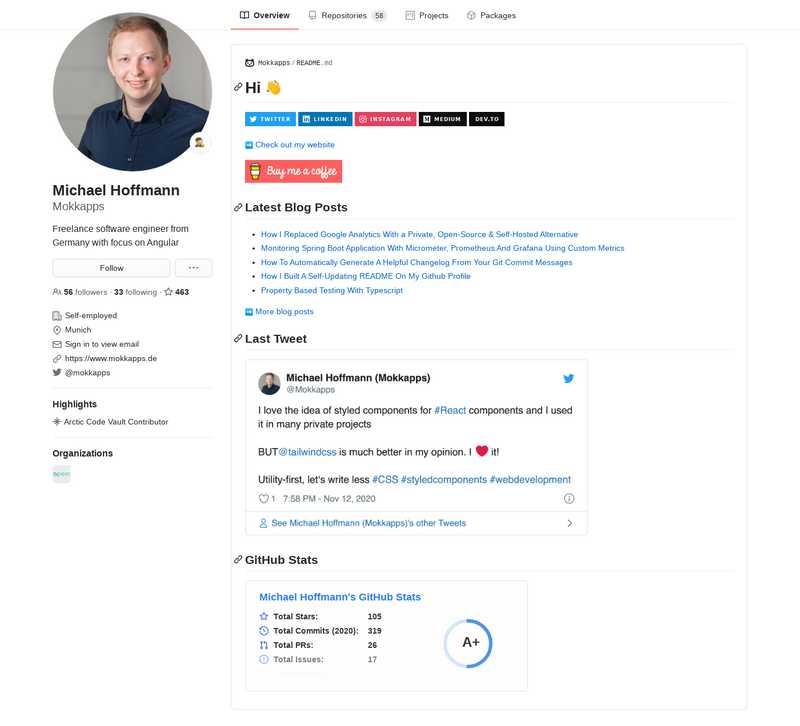 Overview
Repositories 58
Projects
Packages
Mokkapps / README.md
Hi 👋
TWITTER
LINKEDIN
INSTAGRAM
MEDIUM
DEV.TO
➡️ Check out my website
Buy me a coffee
Michael Hoffmann
Mokkapps
Freelance software engineer from
Germany with focus on Angular
Follow
56 followers · 33 following · 463
Self-employed
Munich
Sign in to view email
https://www.mokkapps.de
@mokkapps
Highlights
Arctic Code Vault Contributor
Organizations
Latest Blog Posts
• How I Replaced Google Analytics With a Private, Open-Source & Self-Hosted Alternative
• Monitoring Spring Boot Application With Micrometer, Prometheus And Grafana Using Custom Metrics
• How To Automatically Generate A Helpful Changelog From Your Git Commit Messages
• How I Built A Self-Updating README On My Github Profile
• Property Based Testing With Typescript
➡️ More blog posts
Last Tweet
Michael Hoffmann (Mokkapps)
@Mokkapps
I love the idea of styled components for #React components and I used
it in many private projects
BUT@tailwindcss is much better in my opinion. I ❤️ it!
Utility-first, let's write less #CSS #styledcomponents #webdevelopment
1 7:58 PM - Nov 12, 2020
See Michael Hoffmann (Mokkapps)'s other Tweets
GitHub Stats
Michael Hoffmann's GitHub Stats
Total Stars: 105
Total Commits (2020): 319
Total PRs: 26
Total Issues: 17
A+